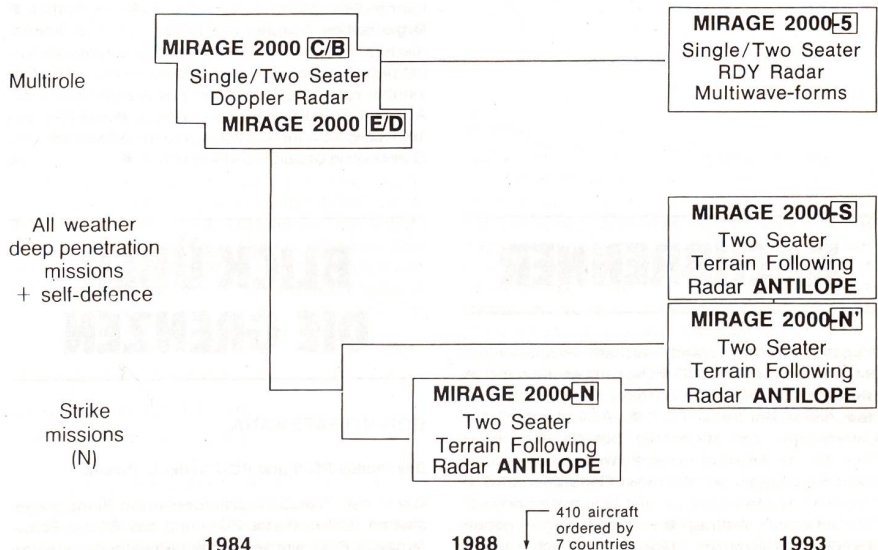 Multirole
MIRAGE 2000 C/B
Single/Two Seater
Doppler Radar
MIRAGE 2000 E/D
MIRAGE 2000-5
Single/Two Seater
RDY Radar
Multiwave-forms
All weather
deep penetration
missions
+ self-defence
MIRAGE 2000-S
Two Seater
Terrain Following
Radar ANTILOPE
MIRAGE 2000-N'
Two Seater
Terrain Following
Radar ANTILOPE
Strike
missions
(N)
MIRAGE 2000-N
Two Seater
Terrain Following
Radar ANTILOPE
410 aircraft
ordered by
7 countries
1984
1988
1993